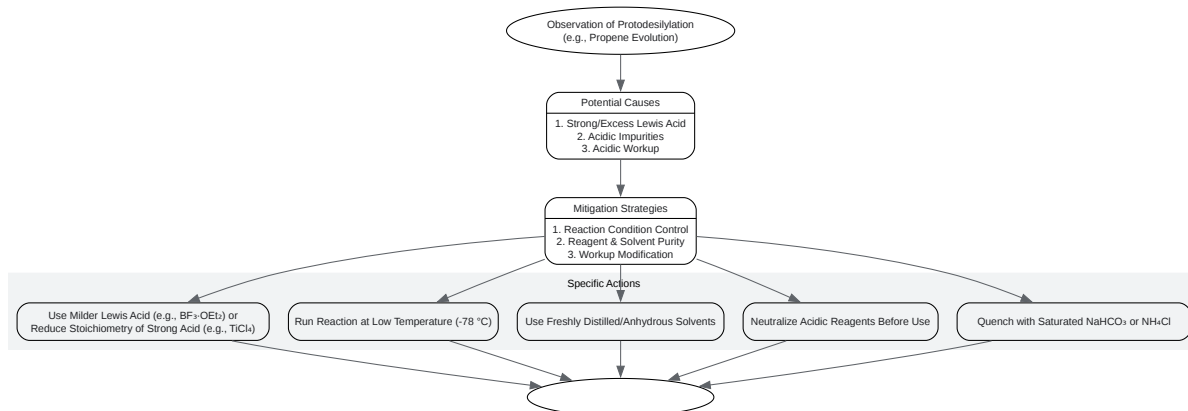 Observation of Protodesilylation
(e.g., Propene Evolution)
Potential Causes
1. Strong/Excess Lewis Acid
2. Acidic Impurities
3. Acidic Workup
Mitigation Strategies
1. Reaction Condition Control
2. Reagent & Solvent Purity
3. Workup Modification
Specific Actions
Use Milder Lewis Acid (e.g., BF₃·OEt₂) or
Reduce Stoichiometry of Strong Acid (e.g., TiCl₄)
Run Reaction at Low Temperature (-78 °C)
Use Freshly Distilled/Anhydrous Solvents
Neutralize Acidic Reagents Before Use
Quench with Saturated NaHCO₃ or NH₄Cl